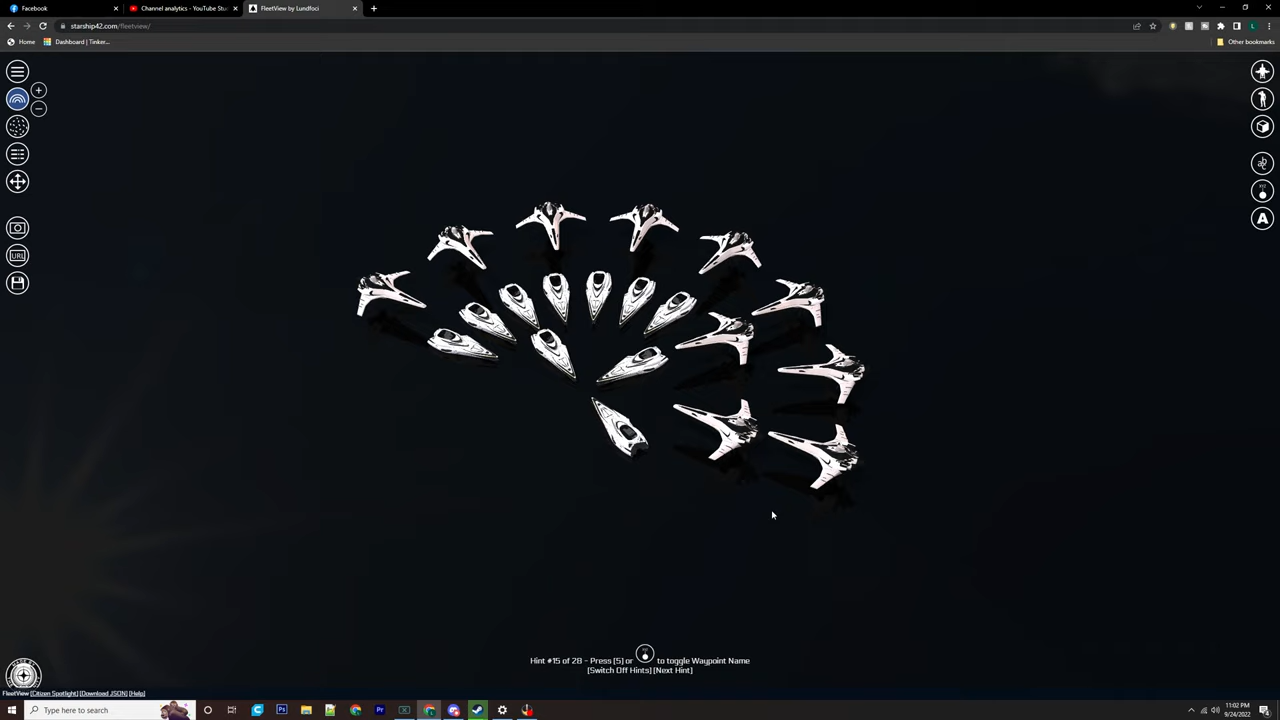 Facebook
Channel analytics - YouTube Stu
FleetView by Lundfoci
starship42.com/fleetview/
Home
Dashboard | Tinker...
Other bookmarks
URL
A
Hint #15 of 28 - Press [5] or to toggle Waypoint Name
[Switch Off Hints] [Next Hint]
FleetView [Citizen Spotlight] [Download JSON] [Help]
Type here to search
11:02 PM
9/24/2022